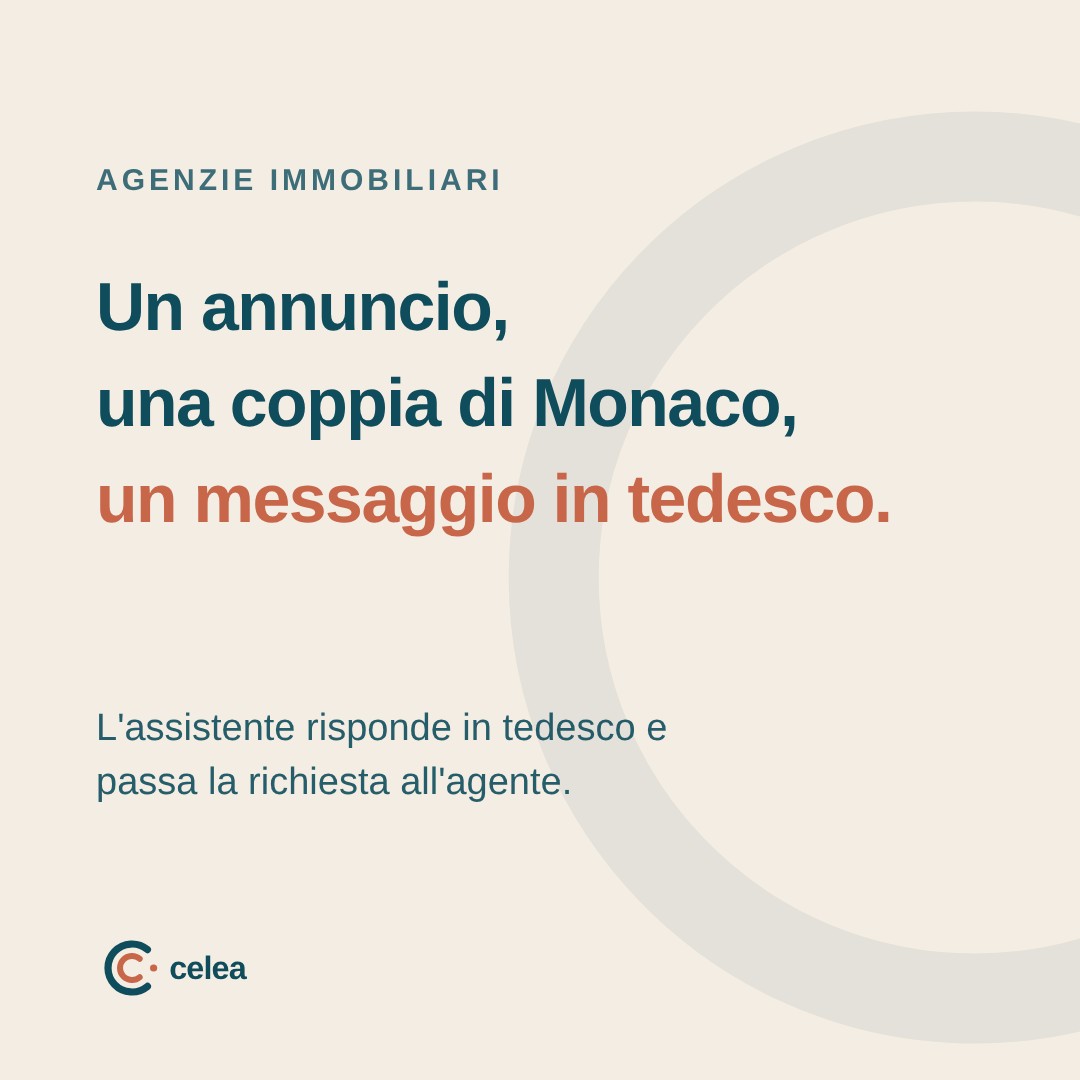 AGENZIE IMMOBILIARI
Un annuncio,
una coppia di Monaco,
un messaggio in tedesco.
L'assistente risponde in tedesco e
passa la richiesta all'agente.
celea